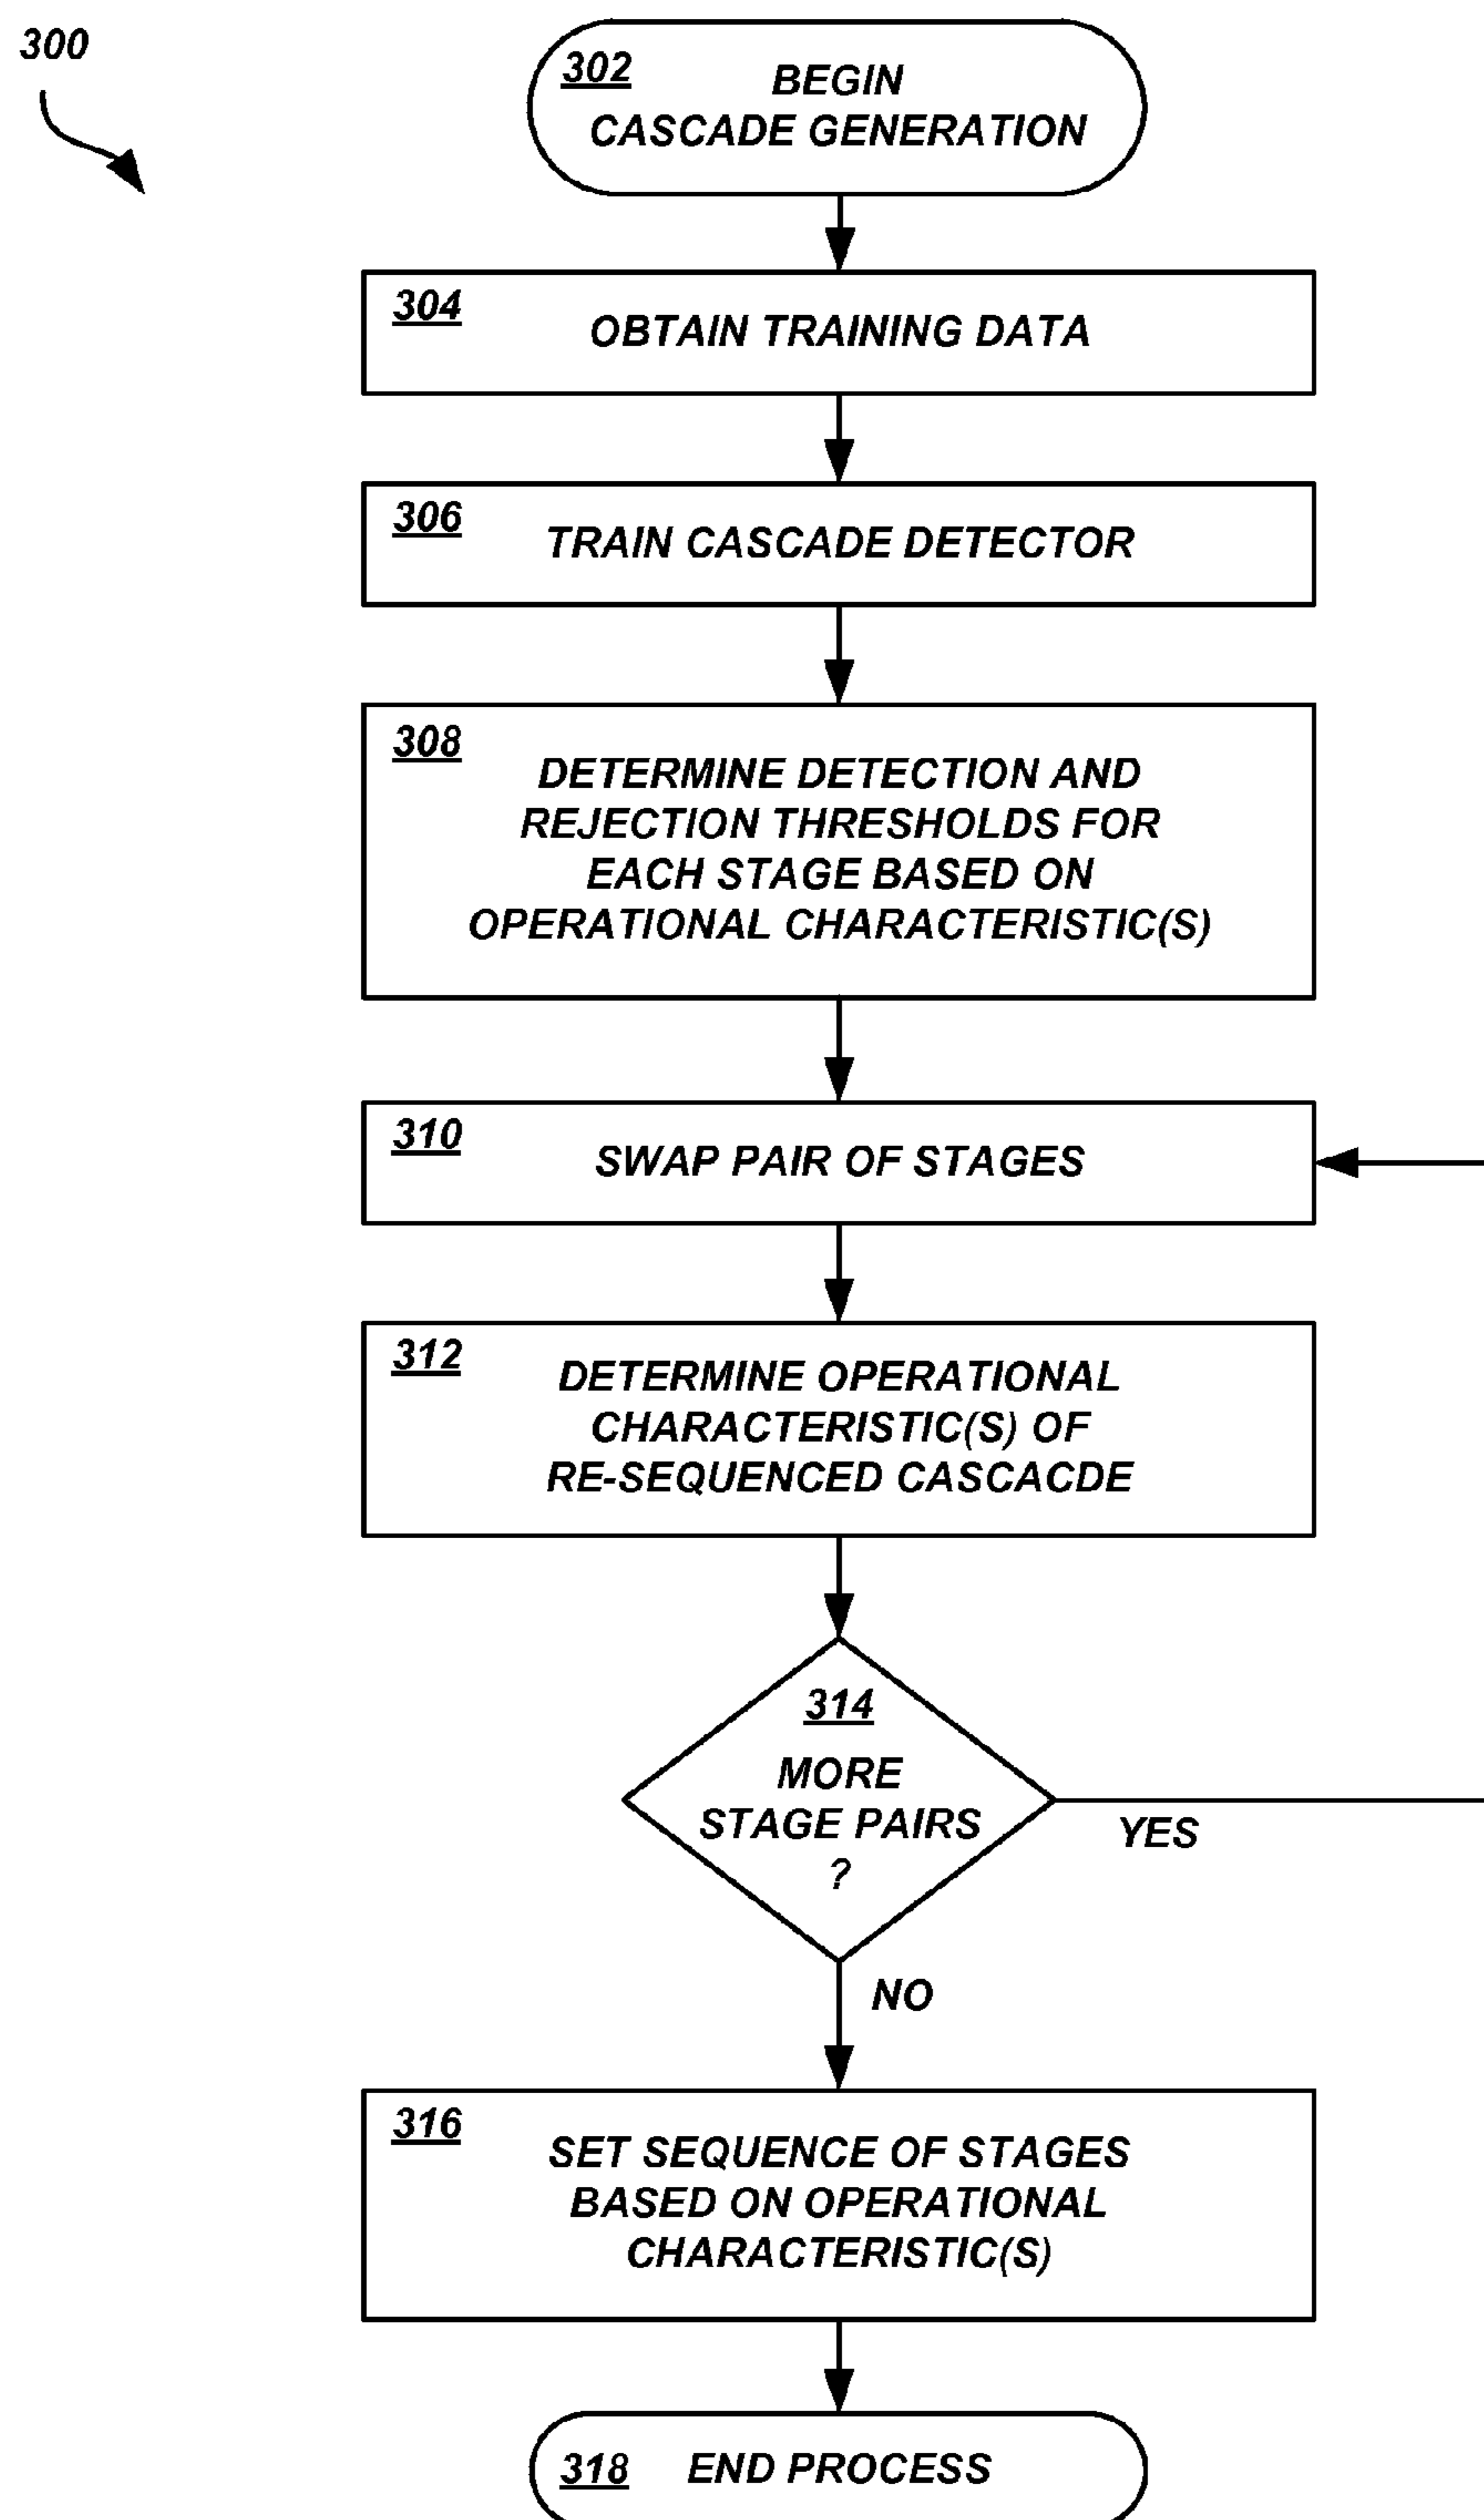 300
302 BEGIN
CASCADE GENERATION
304
OBTAIN TRAINING DATA
306
TRAIN CASCADE DETECTOR
308
DETERMINE DETECTION AND
REJECTION THRESHOLDS FOR
EACH STAGE BASED ON
OPERATIONAL CHARACTERISTIC(S)
310
SWAP PAIR OF STAGES
312
DETERMINE OPERATIONAL
CHARACTERISTIC(S) OF
RE-SEQUENCED CASCACDE
314
MORE
STAGE PAIRS
?
YES
NO
316
SET SEQUENCE OF STAGES
BASED ON OPERATIONAL
CHARACTERISTIC(S)
318 END PROCESS